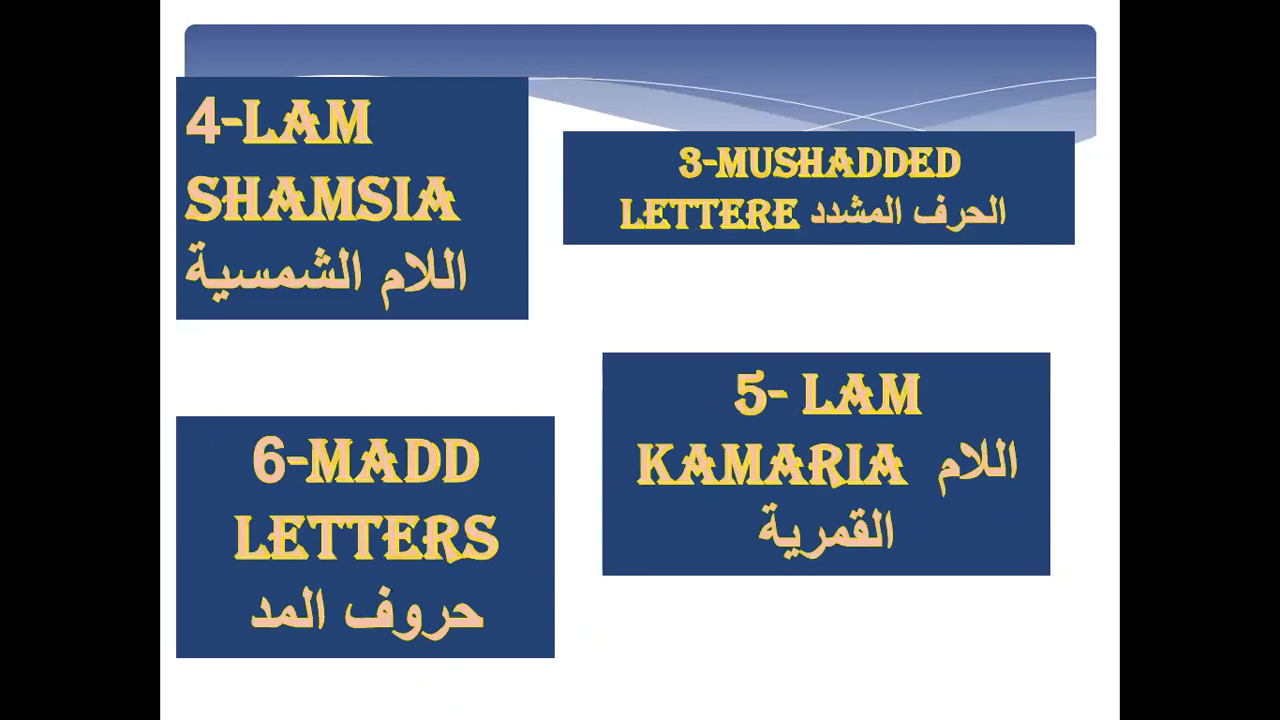 4-LAM
SHAMSIA
اللام الشمسية
3-MUSHADDED
LETTERE الحرف المشدد
5- LAM
KAMARIA اللام
القمرية
6-MADD
LETTERS
حروف المد